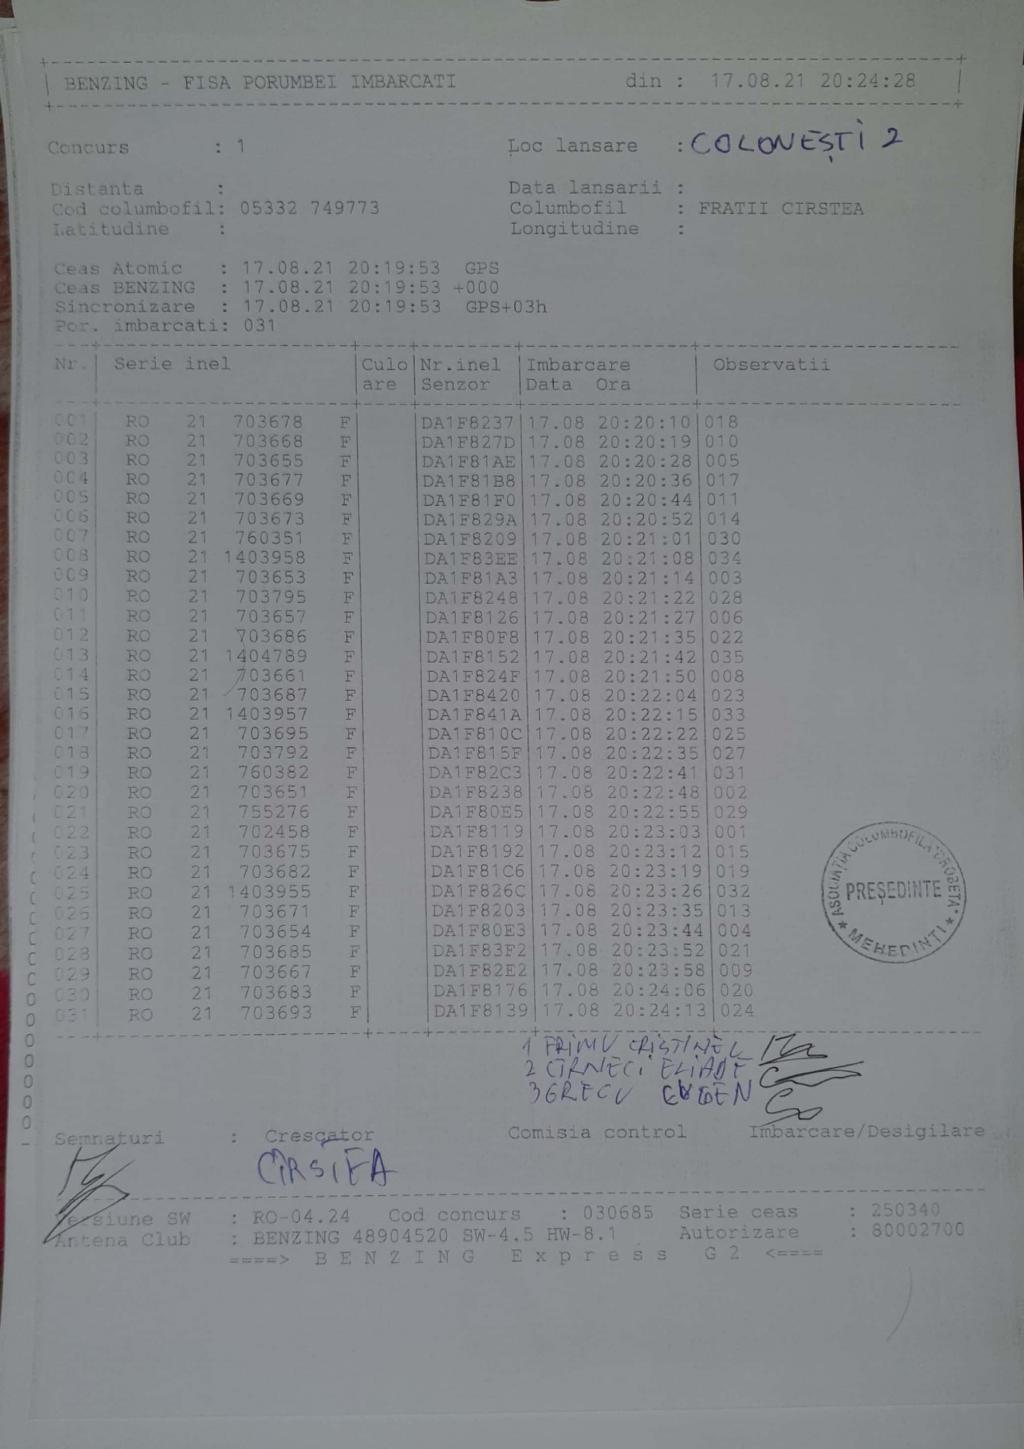 BENZING - FISA PORUMBEI IMBARCATI din : 17.08.21 20:24:28
Concurs : 1 Loc lansare : COLONEȘTI 2
Distanta : Data lansarii :
Cod columbofil: 05332 749773 Columbofil : FRATII CIRSTEA
Latitudine : Longitudine :
Ceas Atomic : 17.08.21 20:19:53 GPS
Ceas BENZING : 17.08.21 20:19:53 +000
Sincronizare : 17.08.21 20:19:53 GPS+03h
Por. imbarcati: 031
Nr. Serie inel Culo Nr.inel Imbarcare Observatii
are Senzor Data Ora
001 RO 21 703678 F DA1F8237 17.08 20:20:10 018
002 RO 21 703668 F DA1F827D 17.08 20:20:19 010
003 RO 21 703655 F DA1F81AE 17.08 20:20:28 005
004 RO 21 703677 F DA1F81B8 17.08 20:20:36 017
005 RO 21 703669 F DA1F81F0 17.08 20:20:44 011
006 RO 21 703673 F DA1F829A 17.08 20:20:52 014
007 RO 21 760351 F DA1F8209 17.08 20:21:01 030
008 RO 21 1403958 F DA1F83EE 17.08 20:21:08 034
009 RO 21 703653 F DA1F81A3 17.08 20:21:14 003
010 RO 21 703795 F DA1F8248 17.08 20:21:22 028
011 RO 21 703657 F DA1F8126 17.08 20:21:27 006
012 RO 21 703686 F DA1F80F8 17.08 20:21:35 022
013 RO 21 1404789 F DA1F8152 17.08 20:21:42 035
014 RO 21 703661 F DA1F824F 17.08 20:21:50 008
015 RO 21 703687 F DA1F8420 17.08 20:22:04 023
016 RO 21 1403957 F DA1F841A 17.08 20:22:15 033
017 RO 21 703695 F DA1F810C 17.08 20:22:22 025
018 RO 21 703792 F DA1F815F 17.08 20:22:35 027
019 RO 21 760382 F DA1F82C3 17.08 20:22:41 031
020 RO 21 703651 F DA1F8238 17.08 20:22:48 002
021 RO 21 755276 F DA1F80E5 17.08 20:22:55 029
022 RO 21 702458 F DA1F8119 17.08 20:23:03 001
023 RO 21 703675 F DA1F8192 17.08 20:23:12 015
024 RO 21 703682 F DA1F81C6 17.08 20:23:19 019
025 RO 21 1403955 F DA1F826C 17.08 20:23:26 032
026 RO 21 703671 F DA1F8203 17.08 20:23:35 013
027 RO 21 703654 F DA1F80E3 17.08 20:23:44 004
028 RO 21 703685 F DA1F83F2 17.08 20:23:52 021
029 RO 21 703667 F DA1F82E2 17.08 20:23:58 009
030 RO 21 703683 F DA1F8176 17.08 20:24:06 020
031 RO 21 703693 F DA1F8139 17.08 20:24:13 024
ASOCIAȚIA COLUMBOFILĂ DROBETA
PREȘEDINTE
MEHEDINȚI
1 FRIMU CRISTINEL
2 CIRNECI ELIADE
3 GRECU EUGEN
Semnaturi : Crescator Comisia control Imbarcare/Desigilare
CÎRSTEA
Versiune SW : RO-04.24 Cod concurs : 030685 Serie ceas : 250340
Antena Club : BENZING 48904520 SW-4.5 HW-8.1 Autorizare : 80002700
====> B E N Z I N G E x p r e s s G 2 <====